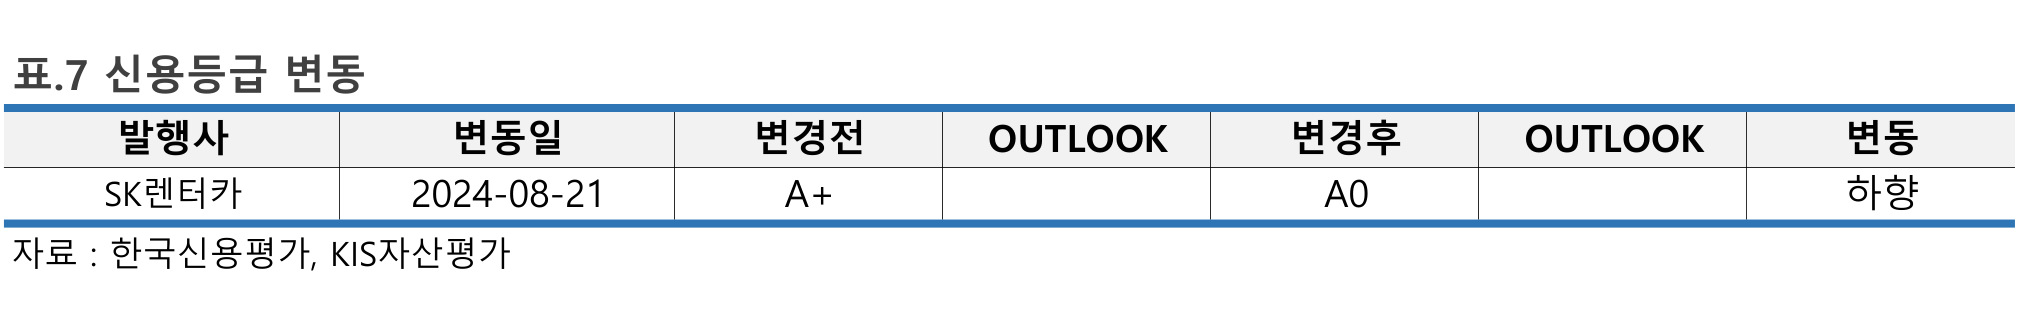 표.7 신용등급 변동
발행사 변동일 변경전 OUTLOOK 변경후 OUTLOOK 변동
SK렌터카 2024-08-21 A+ A0 하향
자료 : 한국신용평가, KIS자산평가